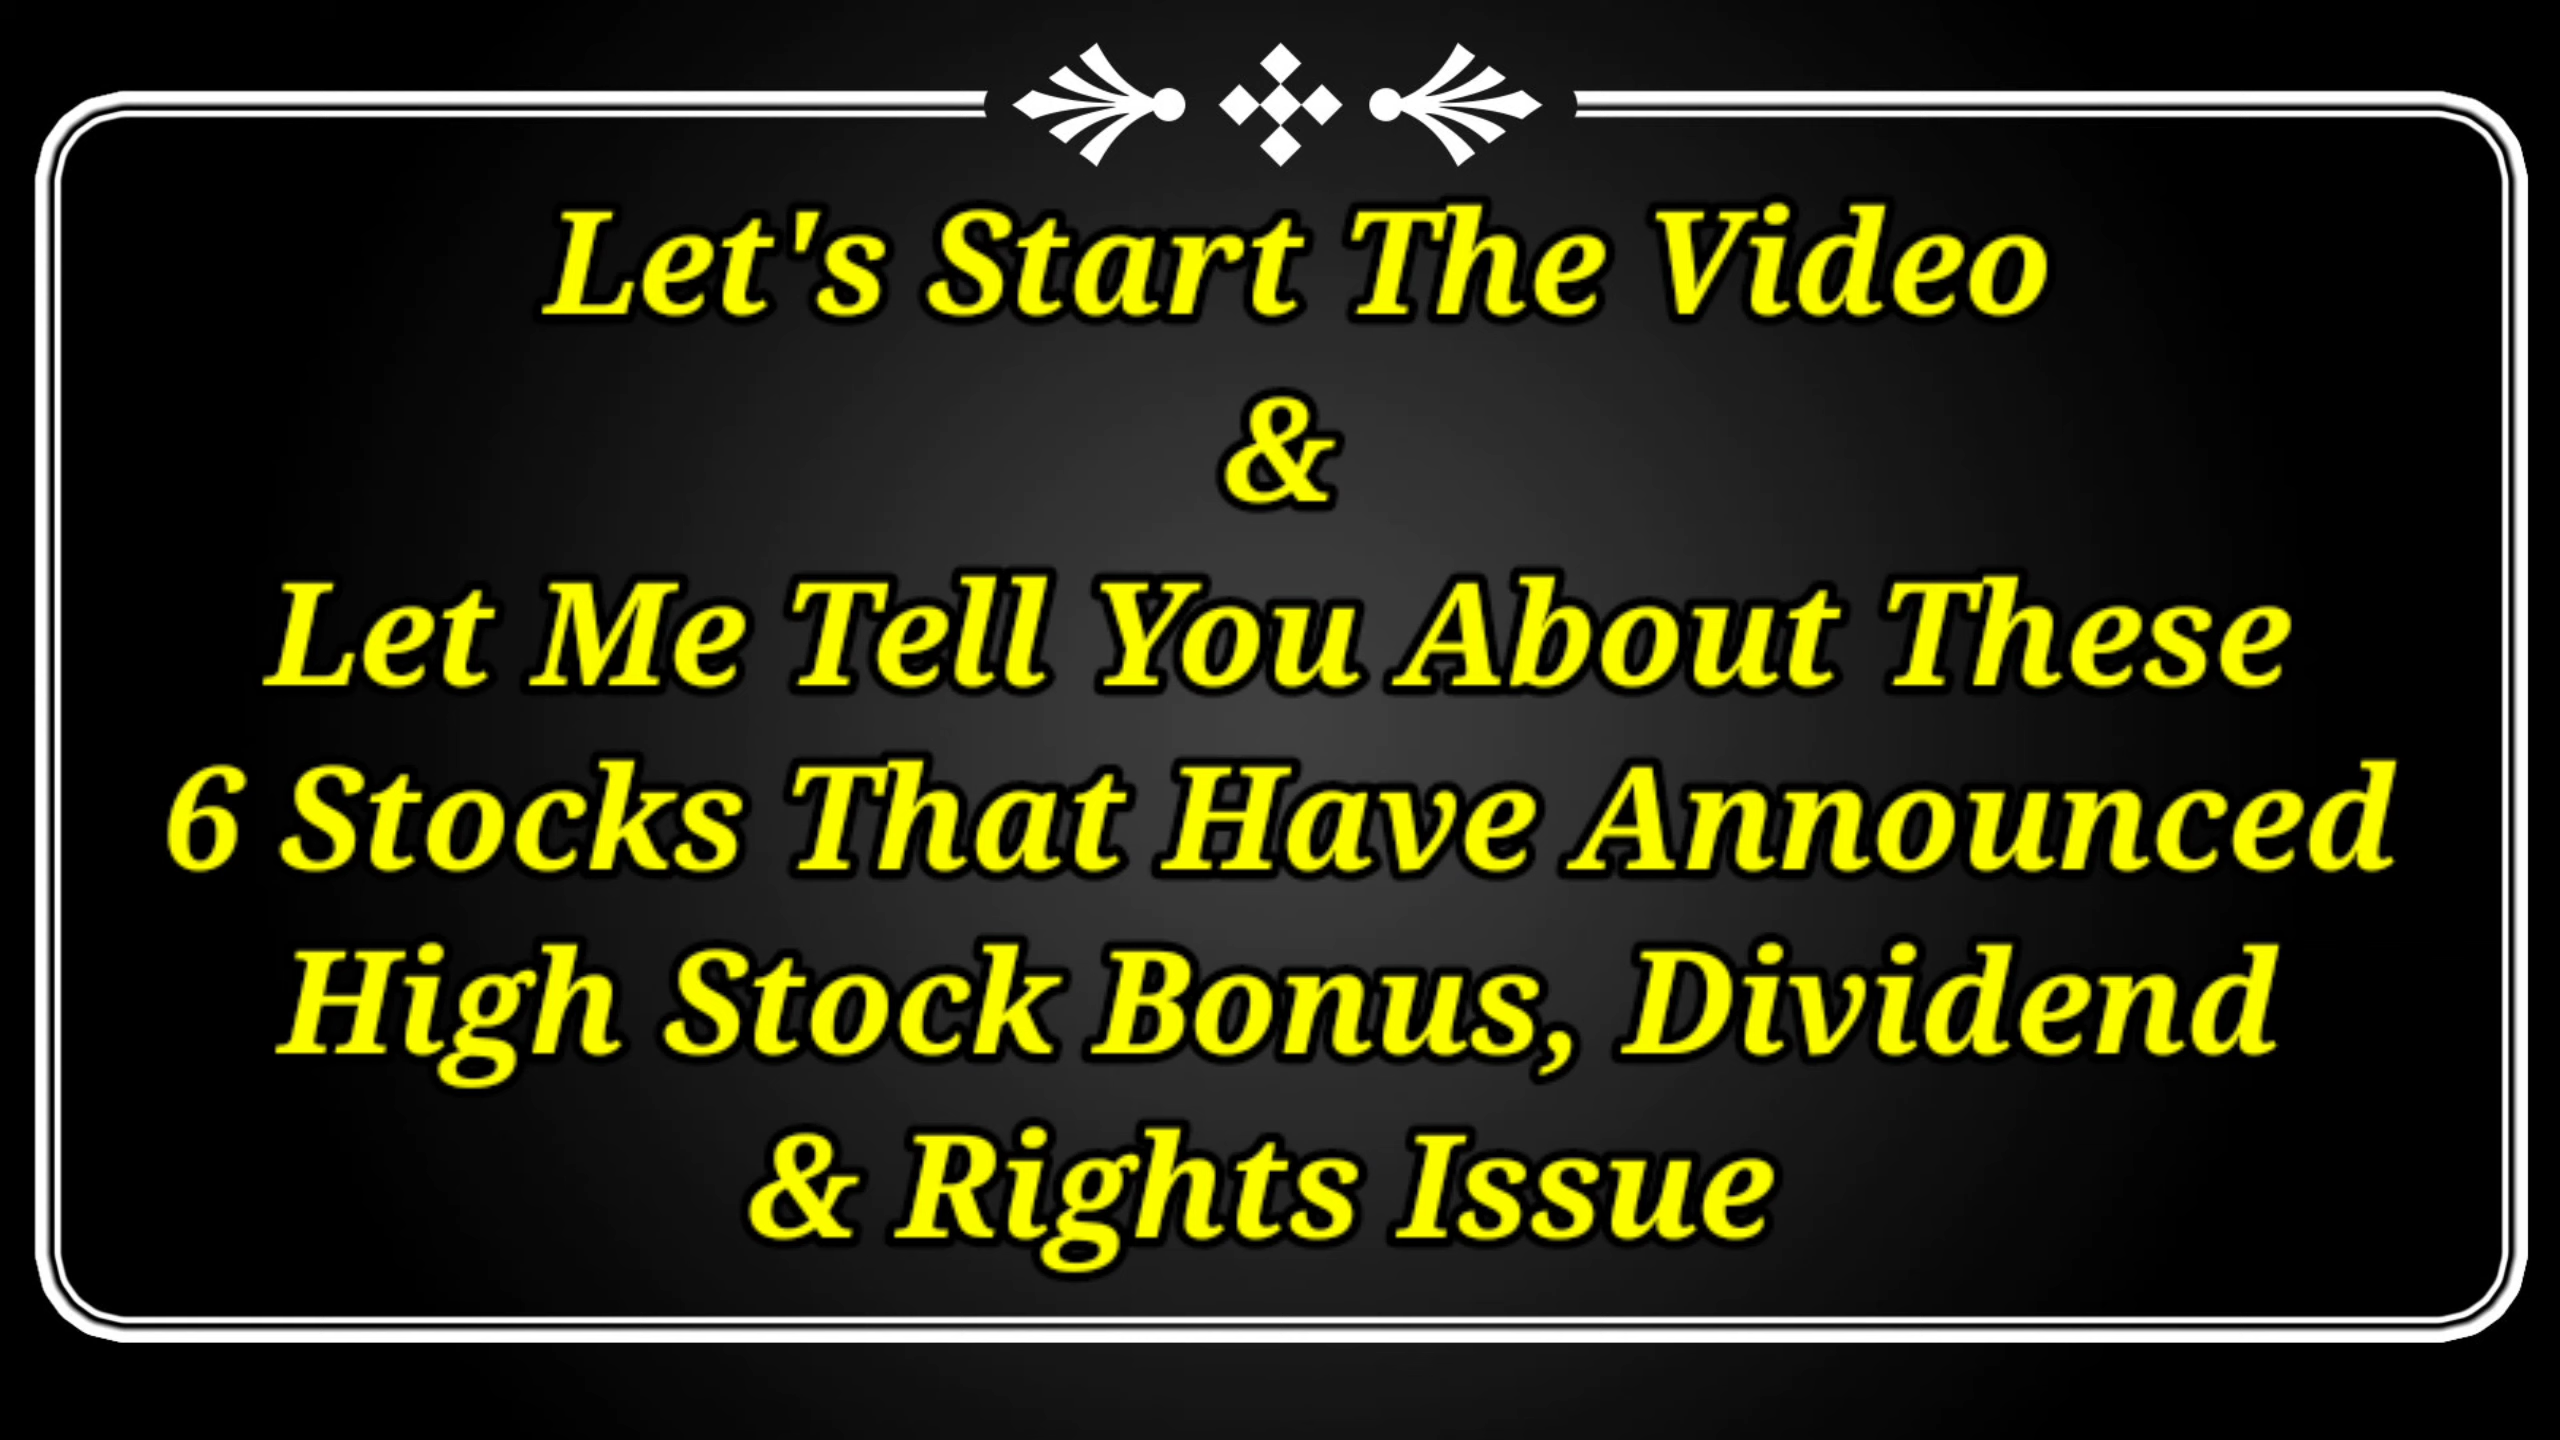 Let's Start The Video
&
Let Me Tell You About These
6 Stocks That Have Announced
High Stock Bonus, Dividend
& Rights Issue